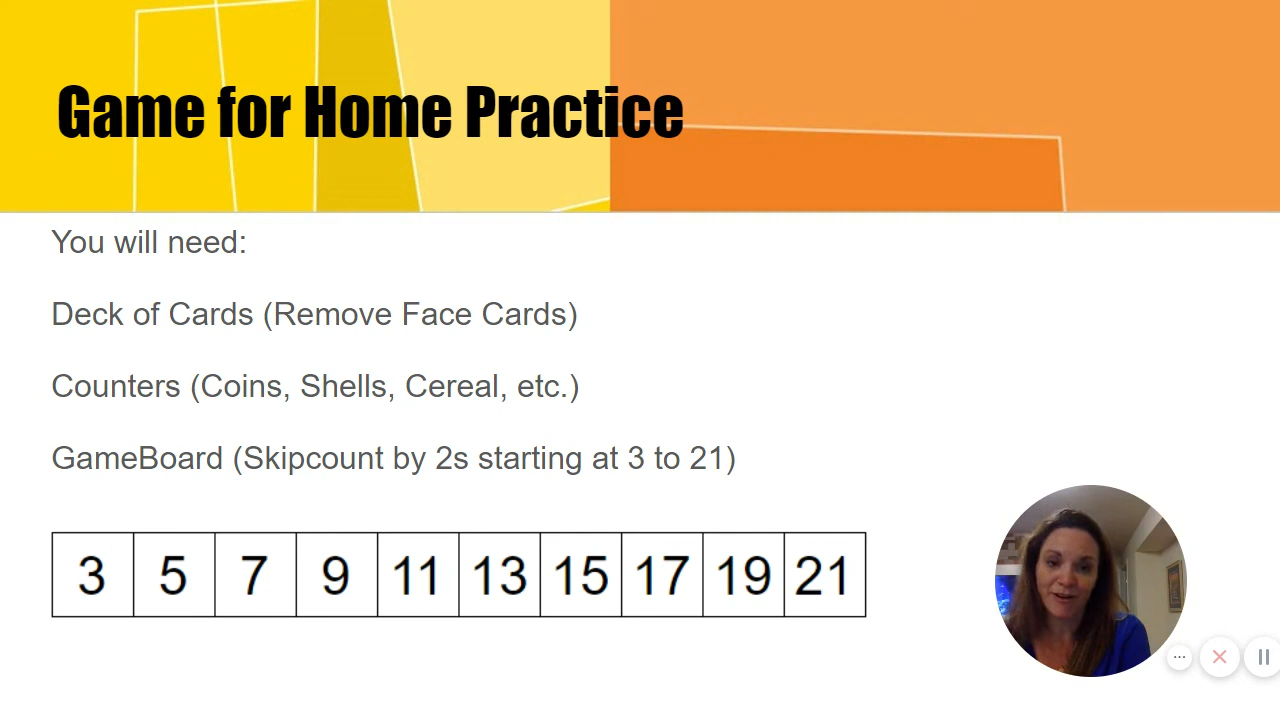 Game for Home Practice
You will need:
Deck of Cards (Remove Face Cards)
Counters (Coins, Shells, Cereal, etc.)
GameBoard (Skipcount by 2s starting at 3 to 21)
3 5 7 9 11 13 15 17 19 21